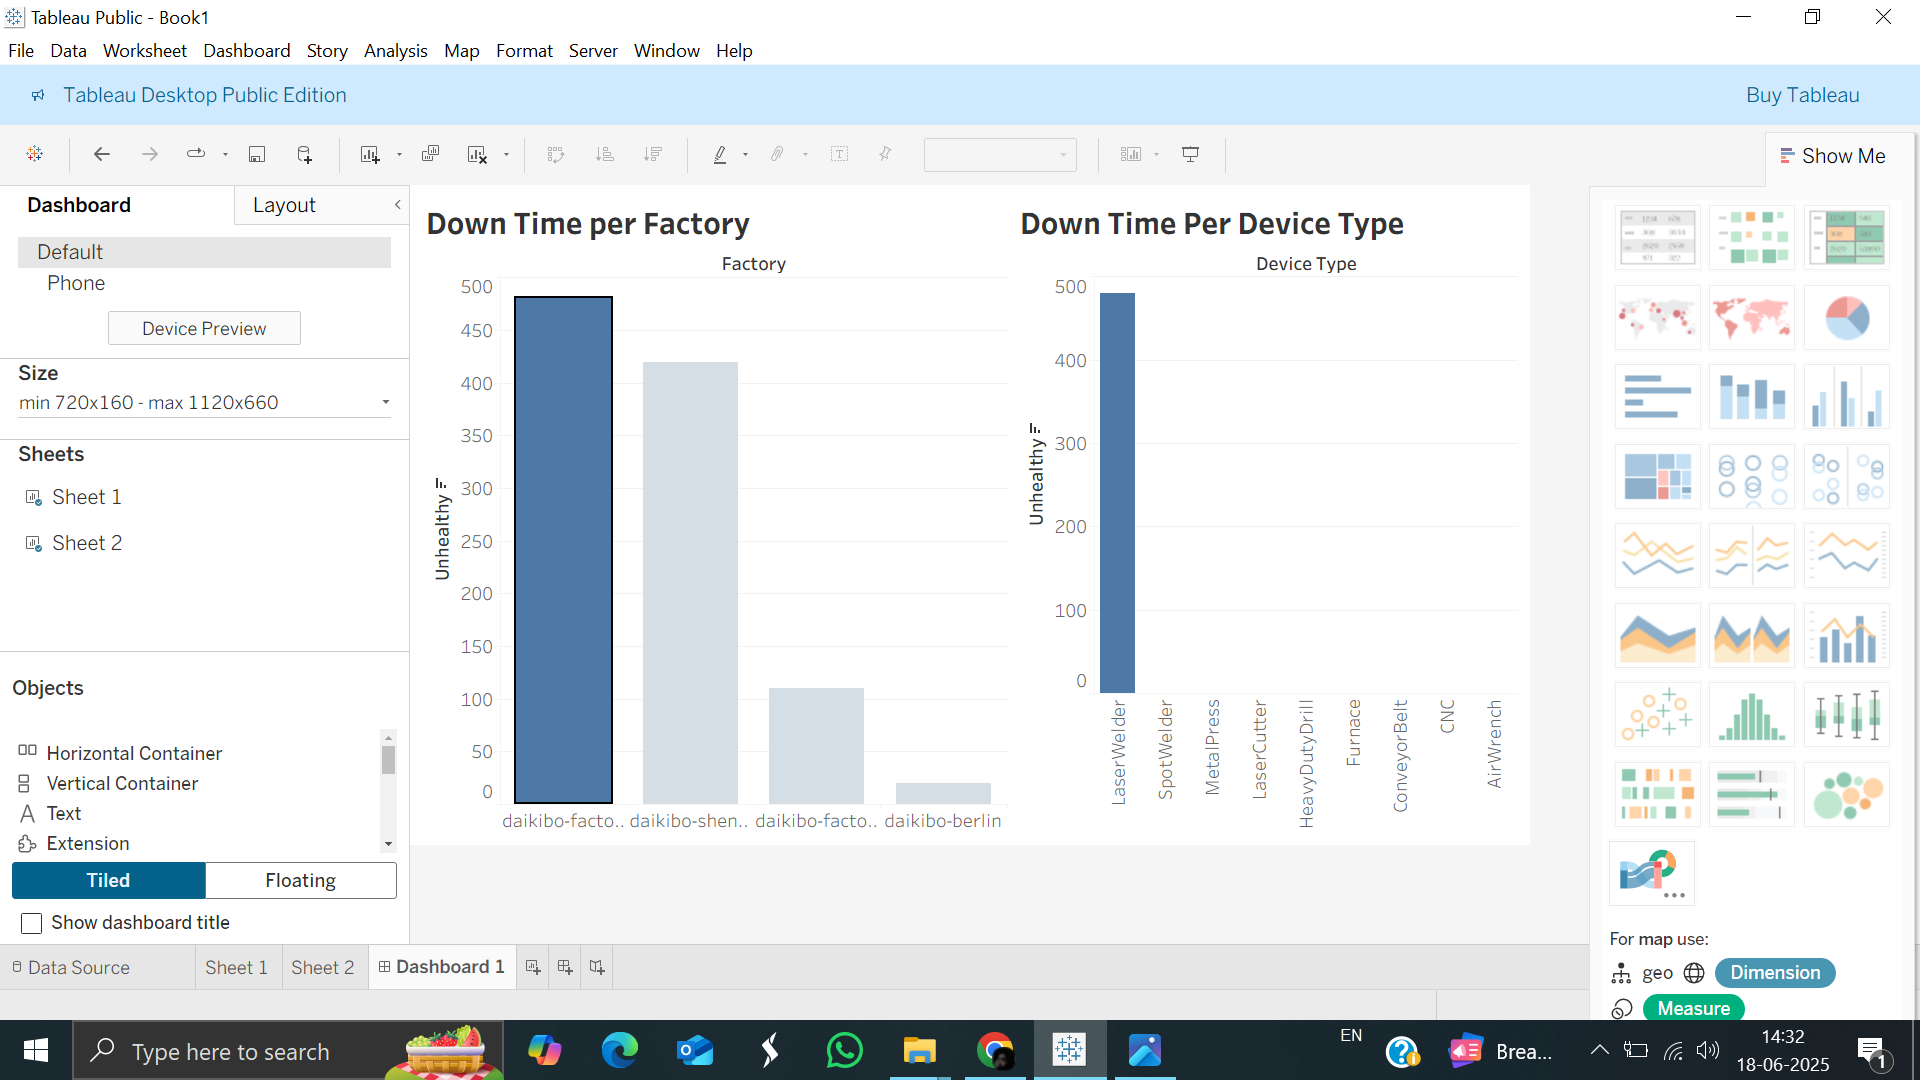 Tableau Public - Book1
File Data Worksheet Dashboard Story Analysis Map Format Server Window Help
Tableau Desktop Public Edition
Buy Tableau
Show Me
Dashboard
Layout
Default
Phone
Device Preview
Size
min 720x160 - max 1120x660
Sheets
Sheet 1
Sheet 2
Objects
Horizontal Container
Vertical Container
Text
Extension
Tiled
Floating
Show dashboard title
Down Time per Factory
Factory
500
450
400
350
300
250
200
150
100
50
0
Unhealthy
daikibo-facto..
daikibo-shen..
daikibo-facto..
daikibo-berlin
Down Time Per Device Type
Device Type
500
400
300
200
100
0
Unhealthy
LaserWelder
SpotWelder
MetalPress
LaserCutter
HeavyDutyDrill
Furnace
ConveyorBelt
CNC
AirWrench
For map use:
geo
Dimension
Measure
Data Source
Sheet 1
Sheet 2
Dashboard 1
Type here to search
EN
Brea...
14:32
18-06-2025
1